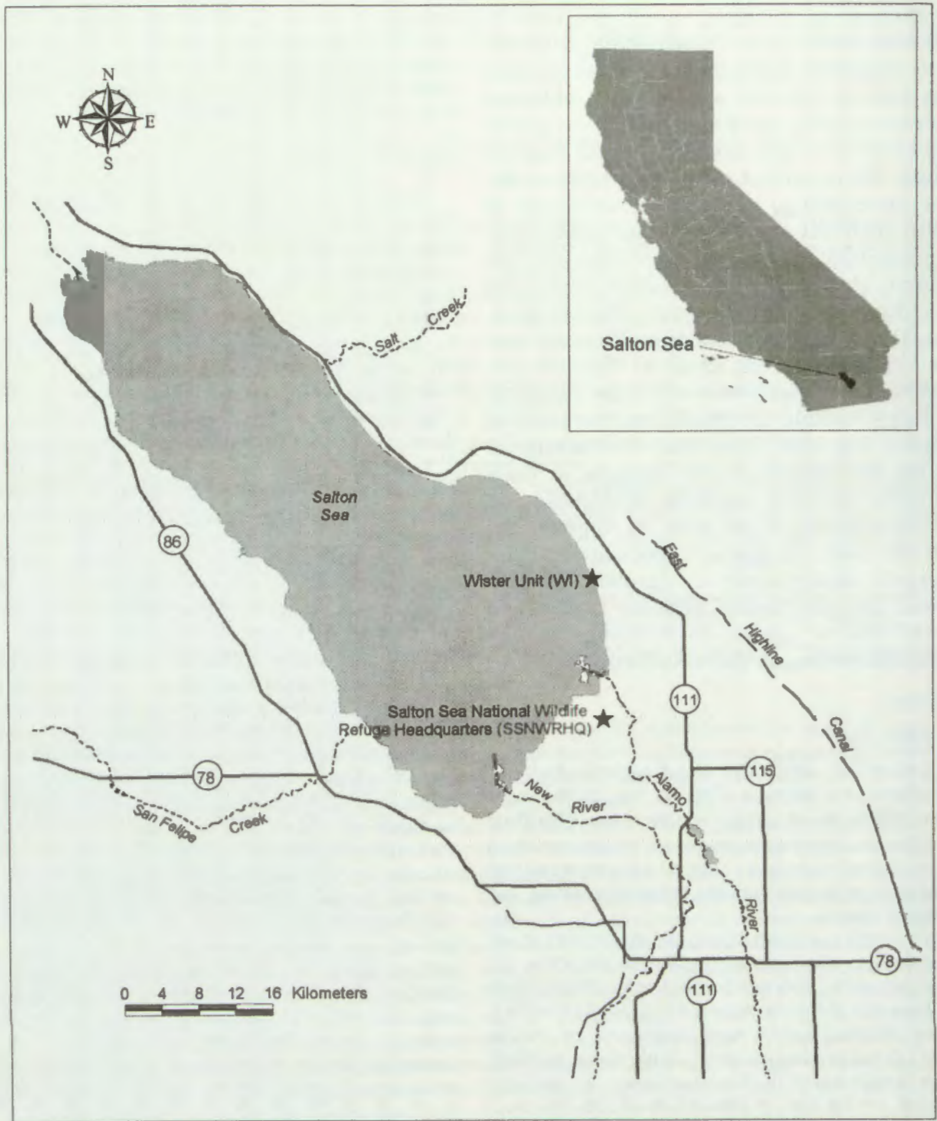 N
W E
S
Salton Sea
Salt Creek
Salton
Sea
86
East Highline Canal
Wister Unit (WI)
111
Salton Sea National Wildlife
Refuge Headquarters (SSNWRHQ)
78
115
San Felipe Creek
New River
Alamo River
78
111
0 4 8 12 16 Kilometers